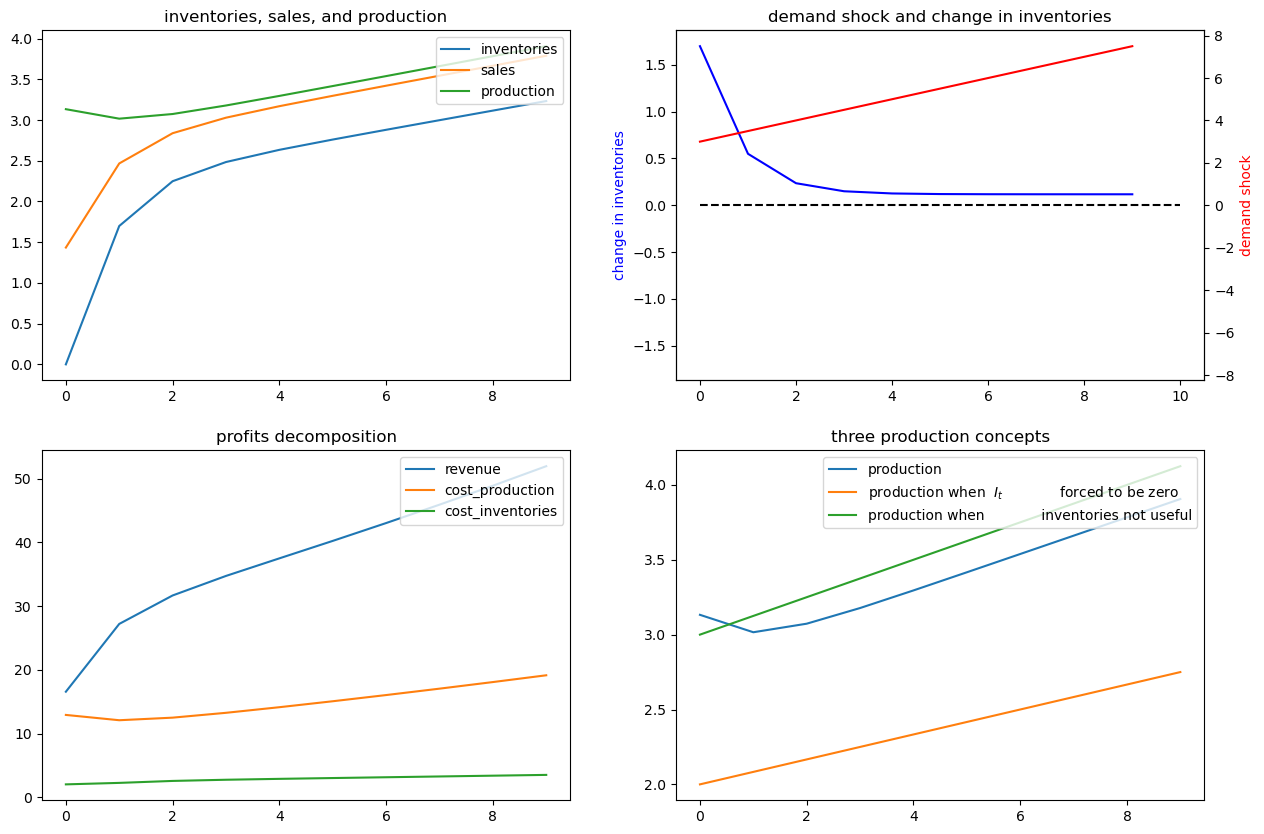 inventories, sales, and production
4.0
3.5
3.0
2.5
2.0
1.5
1.0
0.5
0.0
inventories
sales
production
0 2 4 6 8
demand shock and change in inventories
1.5
1.0
0.5
0.0
−0.5
−1.0
−1.5
change in inventories
8
6
4
2
0
−2
−4
−6
−8
demand shock
0 2 4 6 8 10
profits decomposition
50
40
30
20
10
0
revenue
cost_production
cost_inventories
0 2 4 6 8
three production concepts
4.0
3.5
3.0
2.5
2.0
production
production when I_t forced to be zero
production when inventories not useful
0 2 4 6 8